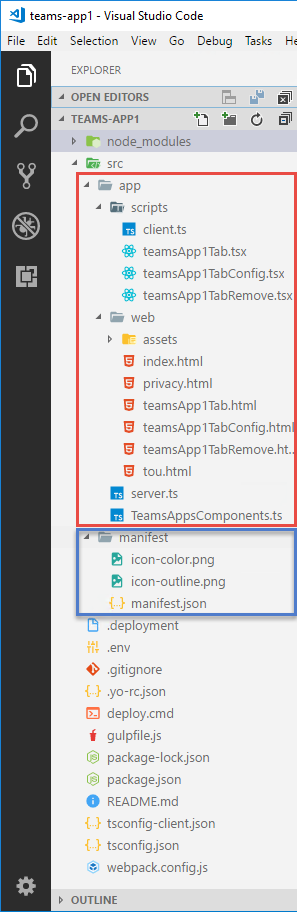 teams-app1 - Visual Studio Code
File Edit Selection View Go Debug Tasks He
EXPLORER
OPEN EDITORS
TEAMS-APP1
node_modules
src
app
scripts
client.ts
teamsApp1Tab.tsx
teamsApp1TabConfig.tsx
teamsApp1TabRemove.tsx
web
assets
index.html
privacy.html
teamsApp1Tab.html
teamsApp1TabConfig.html
teamsApp1TabRemove.ht...
tou.html
server.ts
TeamsAppsComponents.ts
manifest
icon-color.png
icon-outline.png
manifest.json
.deployment
.env
.gitignore
.yo-rc.json
deploy.cmd
gulpfile.js
package-lock.json
package.json
README.md
tsconfig-client.json
tsconfig.json
webpack.config.js
OUTLINE